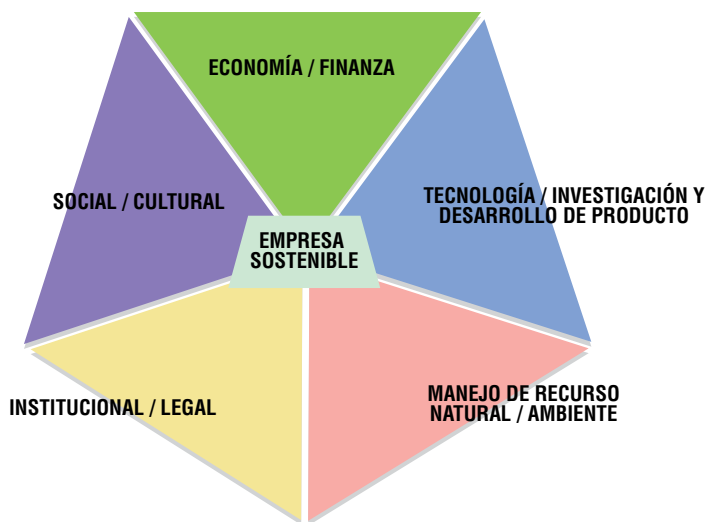 ECONOMÍA / FINANZA
SOCIAL / CULTURAL
TECNOLOGÍA / INVESTIGACIÓN Y
DESARROLLO DE PRODUCTO
EMPRESA
SOSTENIBLE
INSTITUCIONAL / LEGAL
MANEJO DE RECURSO
NATURAL / AMBIENTE